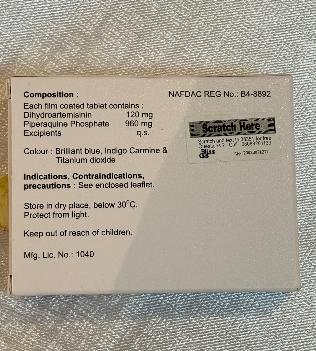 Composition :
NAFDAC REG No.: B4-8892
Each film coated tablet contains :
Dihydroartemisinin 120 mg
Piperaquine Phosphate 960 mg
Excipients q.s.
Scratch Here
Colour : Brilliant blue, Indigo Carmine &
Titanium dioxide
Indications, Contraindications,
precautions : See enclosed leaflet.
Store in dry place, below 30°C.
Protect from light.
Keep out of reach of children.
Mfg. Lic. No.: 1040